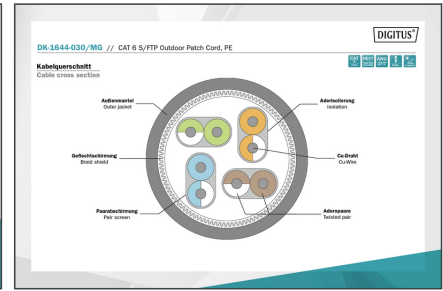 DIGITUS®
DK-1644-030/MG // CAT 6 S/FTP Outdoor Patch Cord, PE
Kabelquerschnitt
Cable cross section
Außenmantel
Outer jacket
Aderisolierung
Isolation
Geflechtschirmung
Braid shield
Cu-Draht
Cu-Wire
Paarabschirmung
Pair screen
Adernpaare
Twisted pair